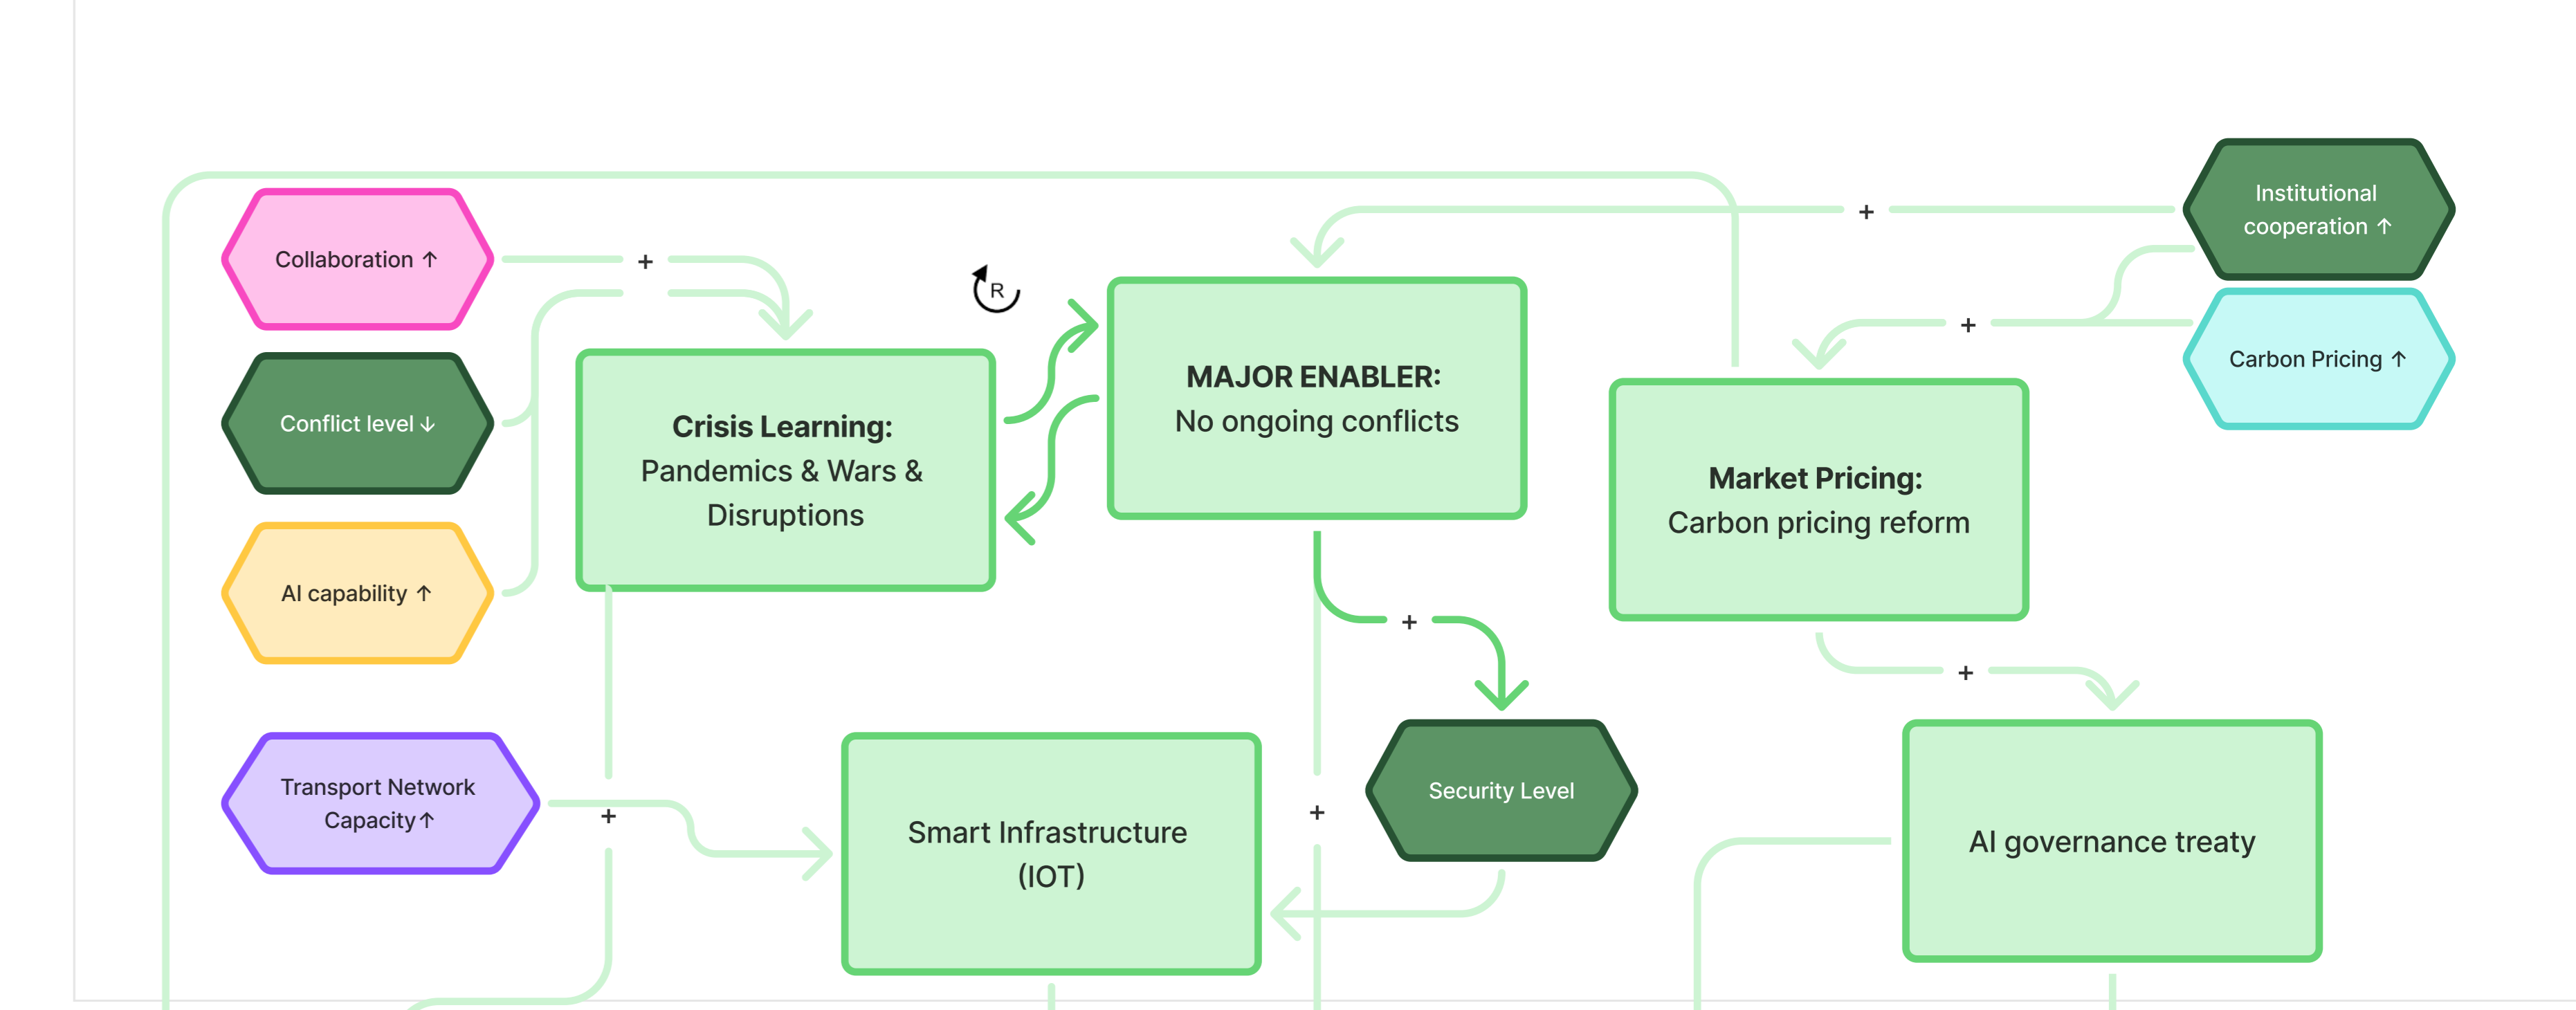 Institutional
cooperation ↑
+
Collaboration ↑
+
R
+
Carbon Pricing ↑
MAJOR ENABLER:
No ongoing conflicts
Conflict level ↓
Crisis Learning:
Pandemics & Wars &
Disruptions
Market Pricing:
Carbon pricing reform
AI capability ↑
+
+
Transport Network
Capacity↑
+
Smart Infrastructure
(IOT)
+
Security Level
AI governance treaty